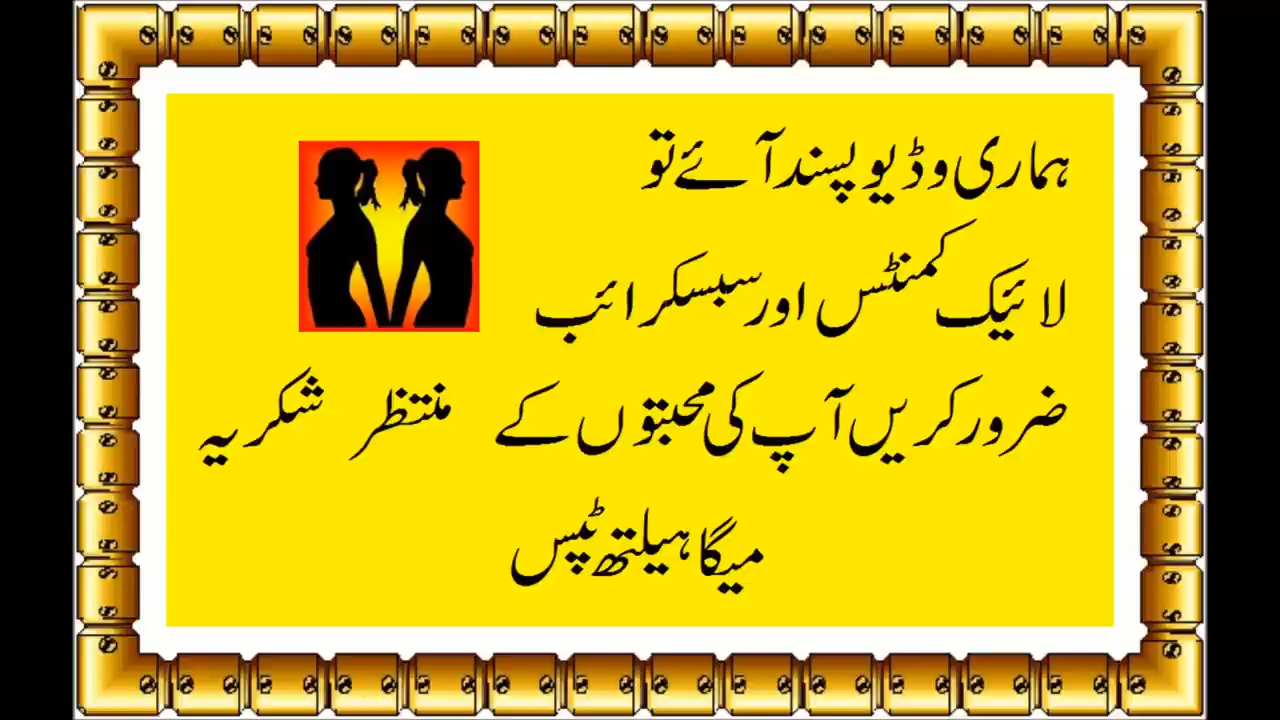 ہماری وڈیو پسند آئے تو
لائیک کمنٹس اور سبسکرائب
ضرور کریں آپ کی محبتوں کے منتظر شکریہ
میگا ہیلتھ ٹپس